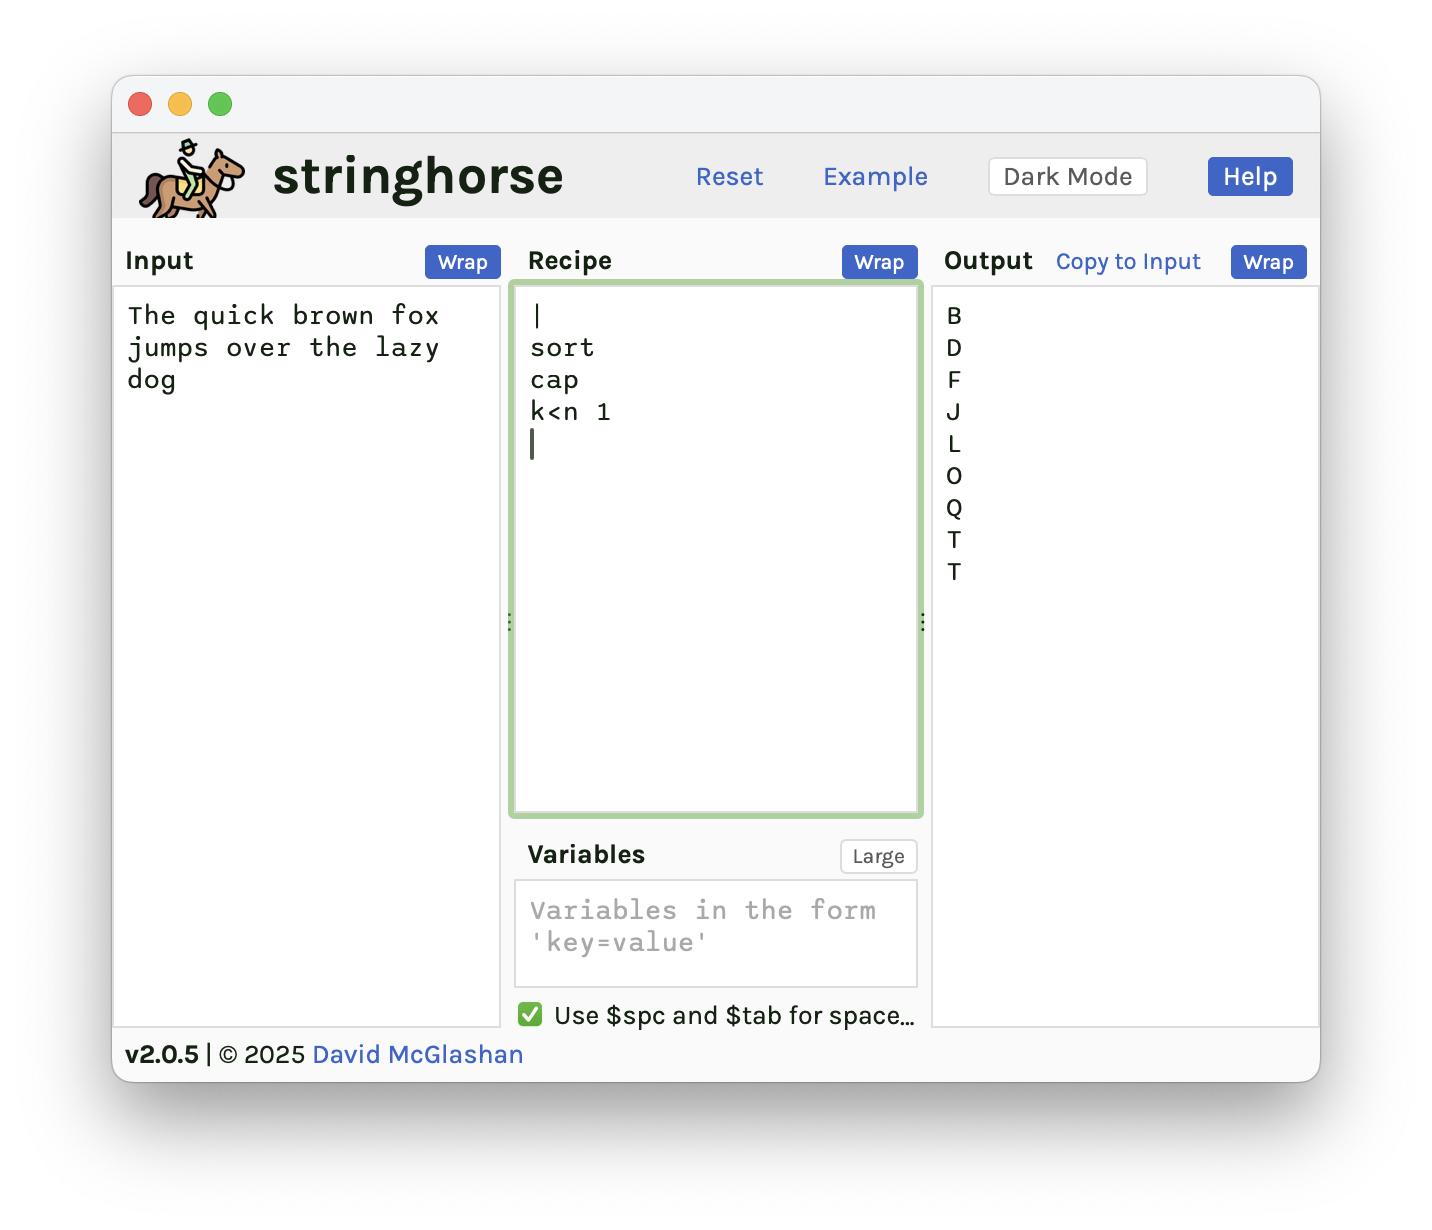 stringhorse
Reset
Example
Dark Mode
Help
Input
Wrap
The quick brown fox
jumps over the lazy
dog
Recipe
Wrap
|
sort
cap
k<n 1
Variables
Large
Variables in the form
'key=value'
Use $spc and $tab for space…
Output
Copy to Input
Wrap
B
D
F
J
L
O
Q
T
T
v2.0.5 | © 2025 David McGlashan